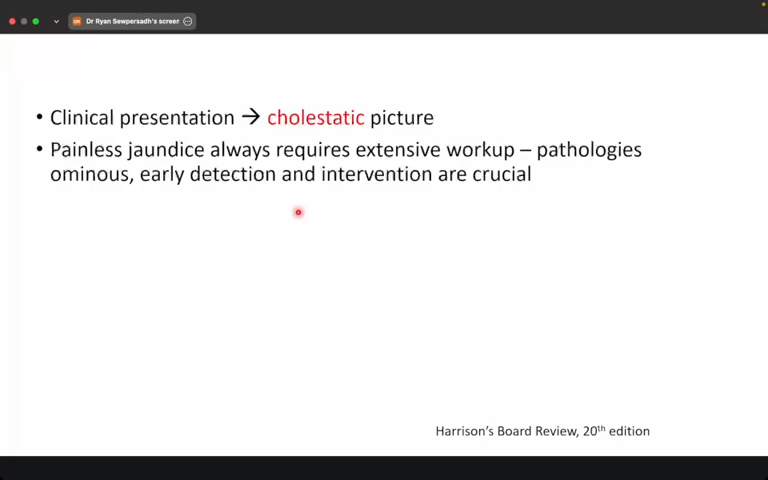 Dr Ryan Sewpersadh's screen
• Clinical presentation → cholestatic picture
• Painless jaundice always requires extensive workup – pathologies
ominous, early detection and intervention are crucial
Harrison's Board Review, 20th edition